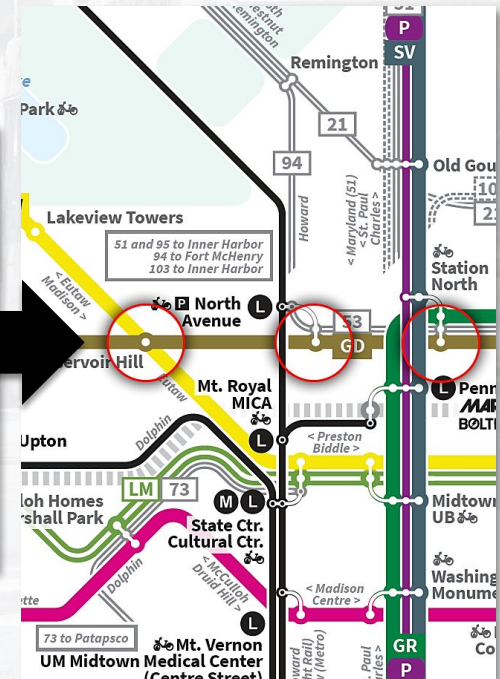 P
SV
Chestnut
Remington
21
Park
94
Howard
Maryland (51)
< St. Paul
Charles >
Old Gou
10
Lakeview Towers
51 and 95 to Inner Harbor
94 to Fort McHenry
103 to Inner Harbor
Station
North
< Eutaw
Madison >
P North
Avenue
L
53
GD
ervoir Hill
Eutaw
Mt. Royal
MICA
L
L
Penn
MAR
BOLT
Dolphin
Upton
< Preston
Biddle >
LM
73
loh Homes
rshall Park
M
L
State Ctr.
Cultural Ctr.
Midtow
UB
Dolphin
< McCulloh
Druid Hill >
< Madison
Centre >
Washing
Monume
ette
73 to Patapsco
L
Mt. Vernon
UM Midtown Medical Center
(Centre Street)
GR
P